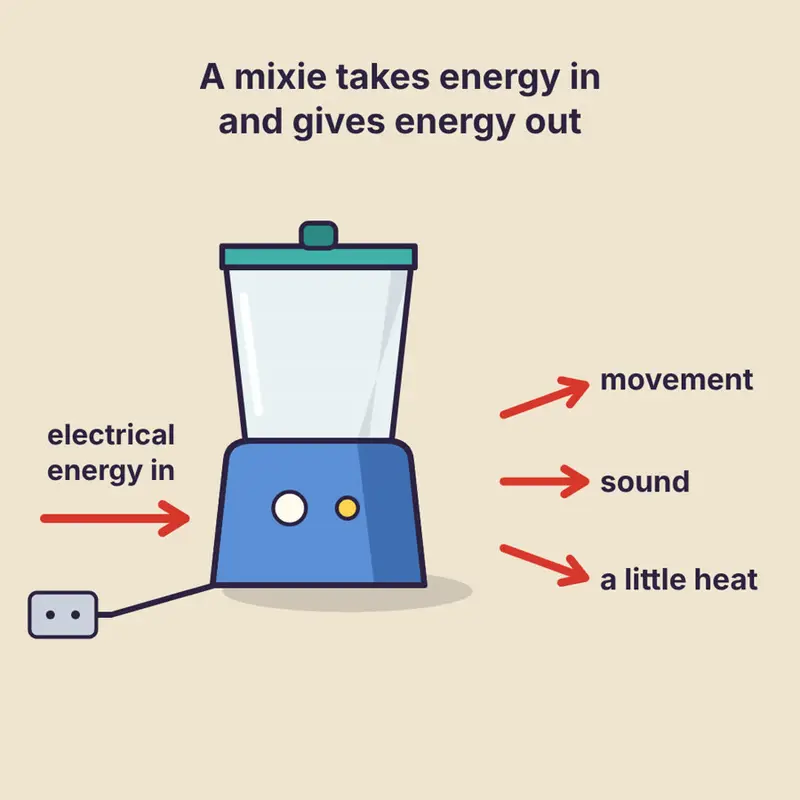 A mixie takes energy in
and gives energy out
electrical
energy in
movement
sound
a little heat